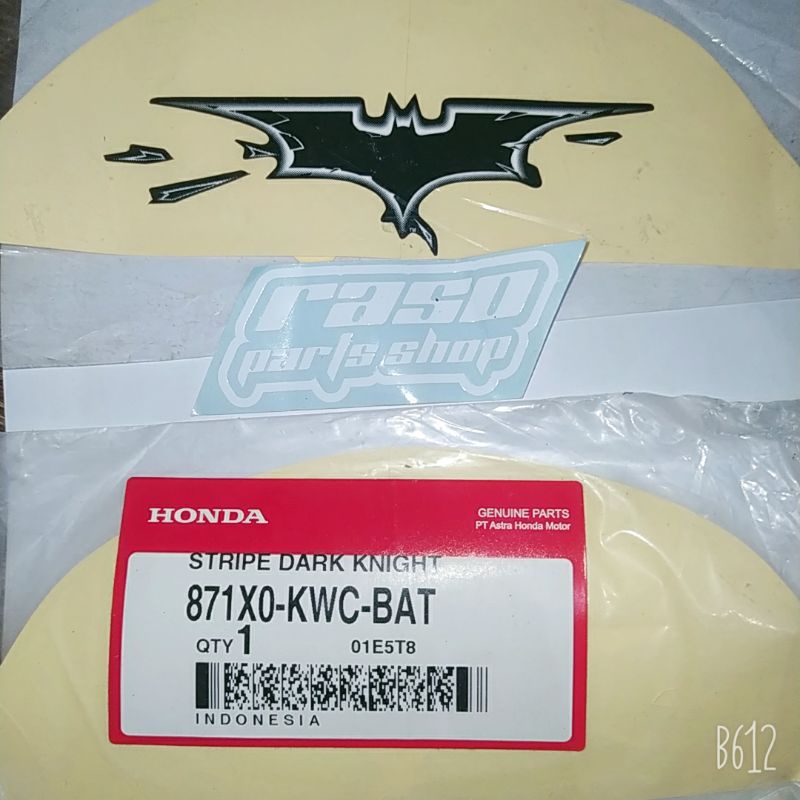 TM
raso
parts shop
HONDA
GENUINE PARTS
PT Astra Honda Motor
STRIPE DARK KNIGHT
871X0-KWC-BAT
QTY 1 01E5T8
INDONESIA
B612